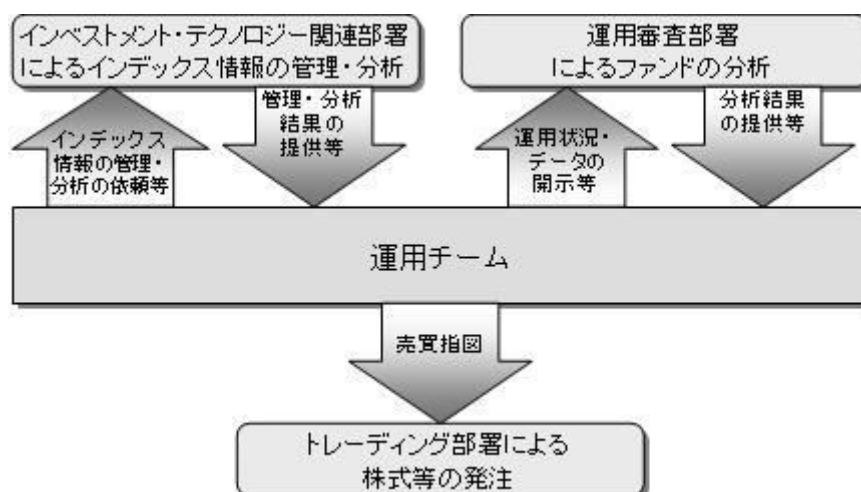 インベストメント・テクノロジー関連部署
によるインデックス情報の管理・分析
運用審査部署
によるファンドの分析
インデックス
情報の管理・
分析の依頼等
管理・分析
結果の
提供等
運用状況・
データの
開示等
分析結果
の提供等
運用チーム
売買指図
トレーディング部署による
株式等の発注